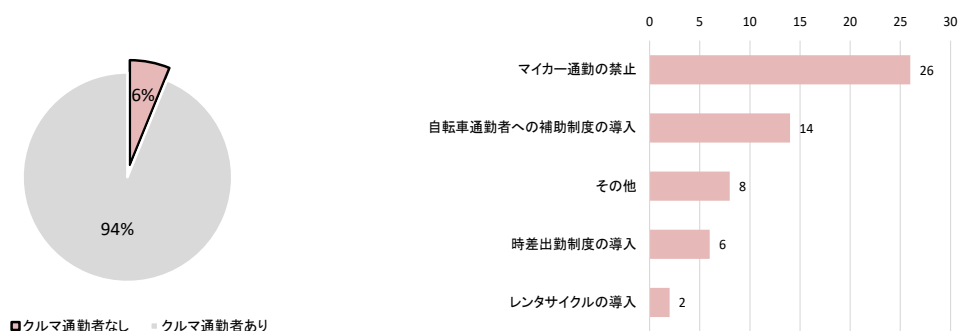 6%
94%
クルマ通勤者なし クルマ通勤者あり
0 5 10 15 20 25 30
マイカー通勤の禁止 26
自転車通勤者への補助制度の導入 14
その他 8
時差出勤制度の導入 6
レンタサイクルの導入 2